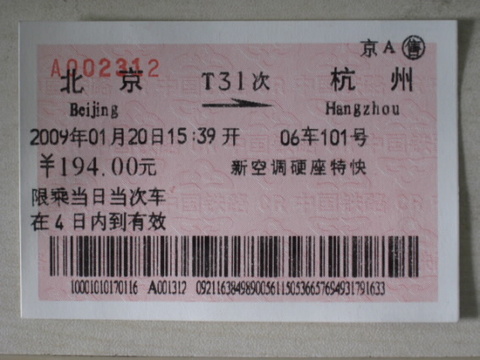 京A售
A002312
北京 T31次 杭州
Beijing Hangzhou
2009年01月20日15:39开 06车101号
¥194.00元 新空调硬座特快
限乘当日当次车
在4日内到有效
10001010170116 A001312 09211638498900561150536657694931791633